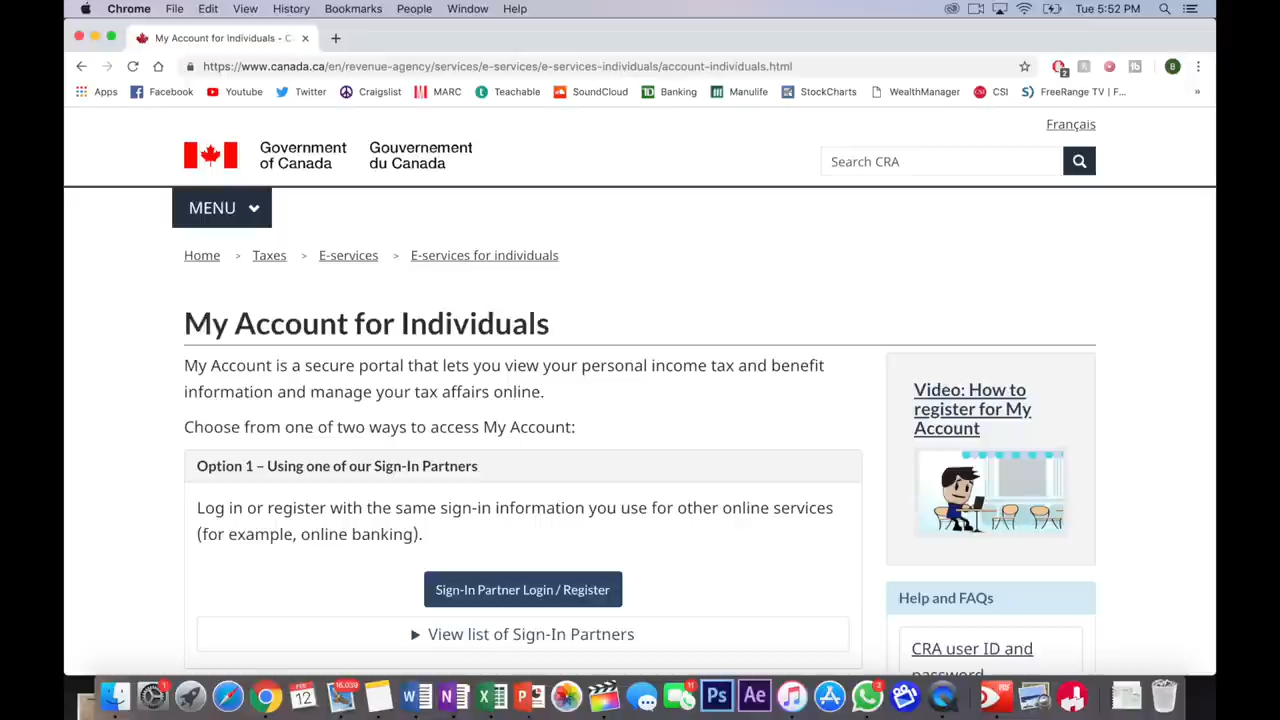 Chrome File Edit View History Bookmarks People Window Help Tue 5:52 PM
My Account for Individuals - C
https://www.canada.ca/en/revenue-agency/services/e-services/e-services-individuals/account-individuals.html
Apps Facebook Youtube Twitter Craigslist MARC Teachable SoundCloud Banking Manulife StockCharts WealthManager CSI FreeRange TV | F... »
Français
Government of Canada
Gouvernement du Canada
Search CRA
MENU
Home > Taxes > E-services > E-services for individuals
My Account for Individuals
My Account is a secure portal that lets you view your personal income tax and benefit
information and manage your tax affairs online.
Choose from one of two ways to access My Account:
Option 1 – Using one of our Sign-In Partners
Log in or register with the same sign-in information you use for other online services
(for example, online banking).
Sign-In Partner Login / Register
View list of Sign-In Partners
Video: How to
register for My
Account
Help and FAQs
CRA user ID and
password